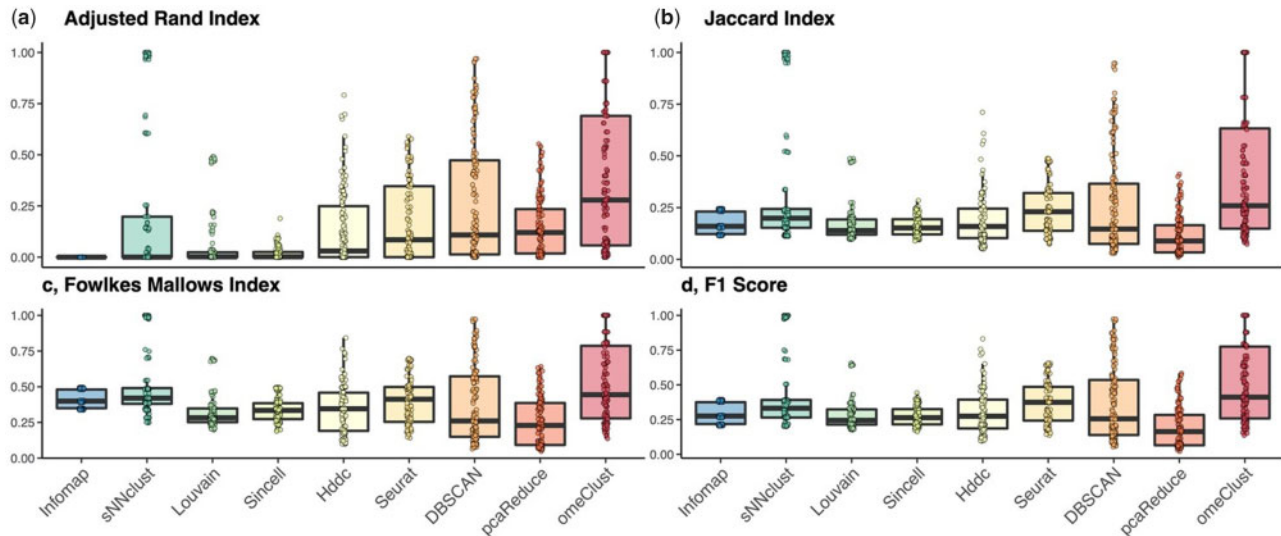 (a) Adjusted Rand Index
1.00
0.75
0.50
0.25
0.00
(b) Jaccard Index
1.00
0.75
0.50
0.25
0.00
c, Fowlkes Mallows Index
1.00
0.75
0.50
0.25
0.00
Infomap
sNNclust
Louvain
Sincell
Hddc
Seurat
DBSCAN
pcaReduce
omeClust
d, F1 Score
1.00
0.75
0.50
0.25
0.00
Infomap
sNNclust
Louvain
Sincell
Hddc
Seurat
DBSCAN
pcaReduce
omeClust